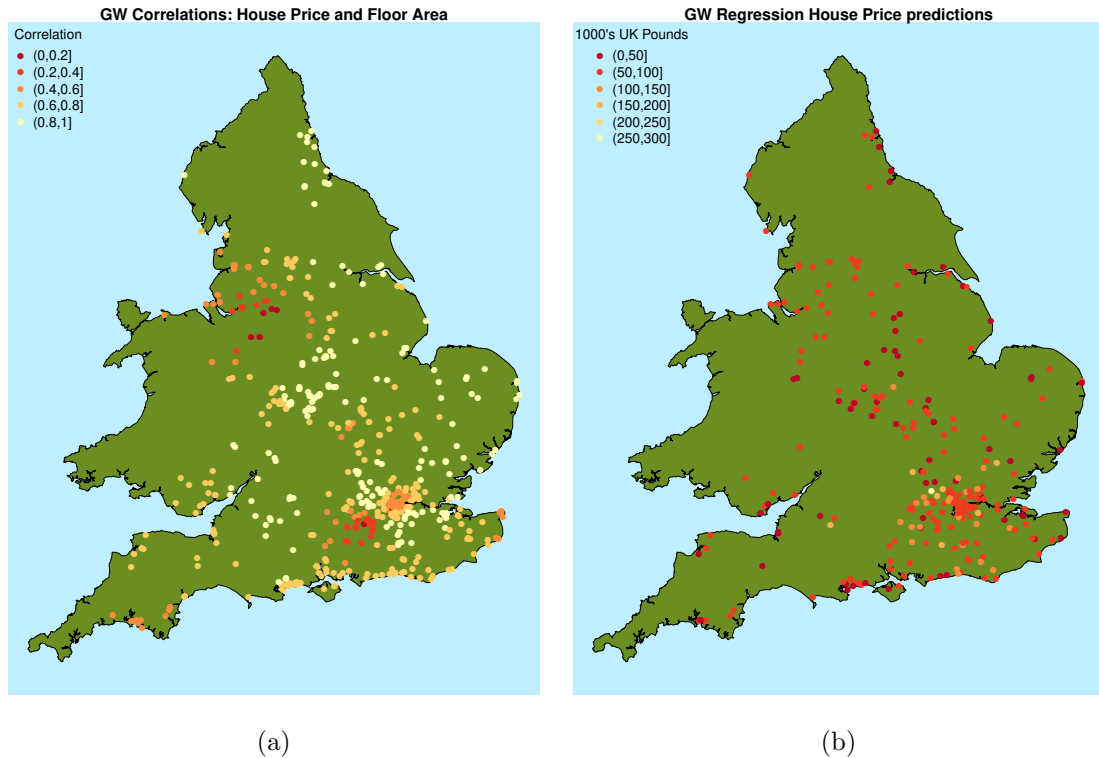 GW Correlations: House Price and Floor Area
Correlation
(0,0.2]
(0.2,0.4]
(0.4,0.6]
(0.6,0.8]
(0.8,1]
(a)
GW Regression House Price predictions
1000's UK Pounds
(0,50]
(50,100]
(100,150]
(150,200]
(200,250]
(250,300]
(b)